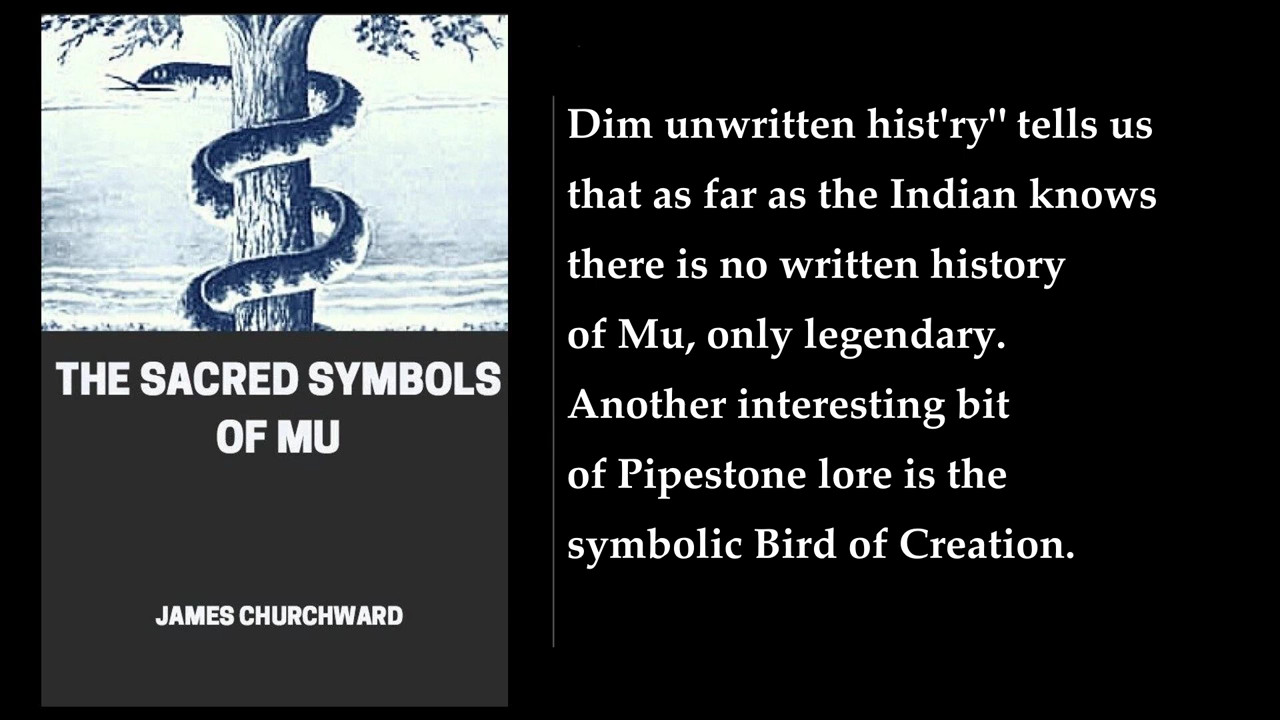 THE SACRED SYMBOLS
OF MU
JAMES CHURCHWARD
Dim unwritten hist'ry'' tells us
that as far as the Indian knows
there is no written history
of Mu, only legendary.
Another interesting bit
of Pipestone lore is the
symbolic Bird of Creation.